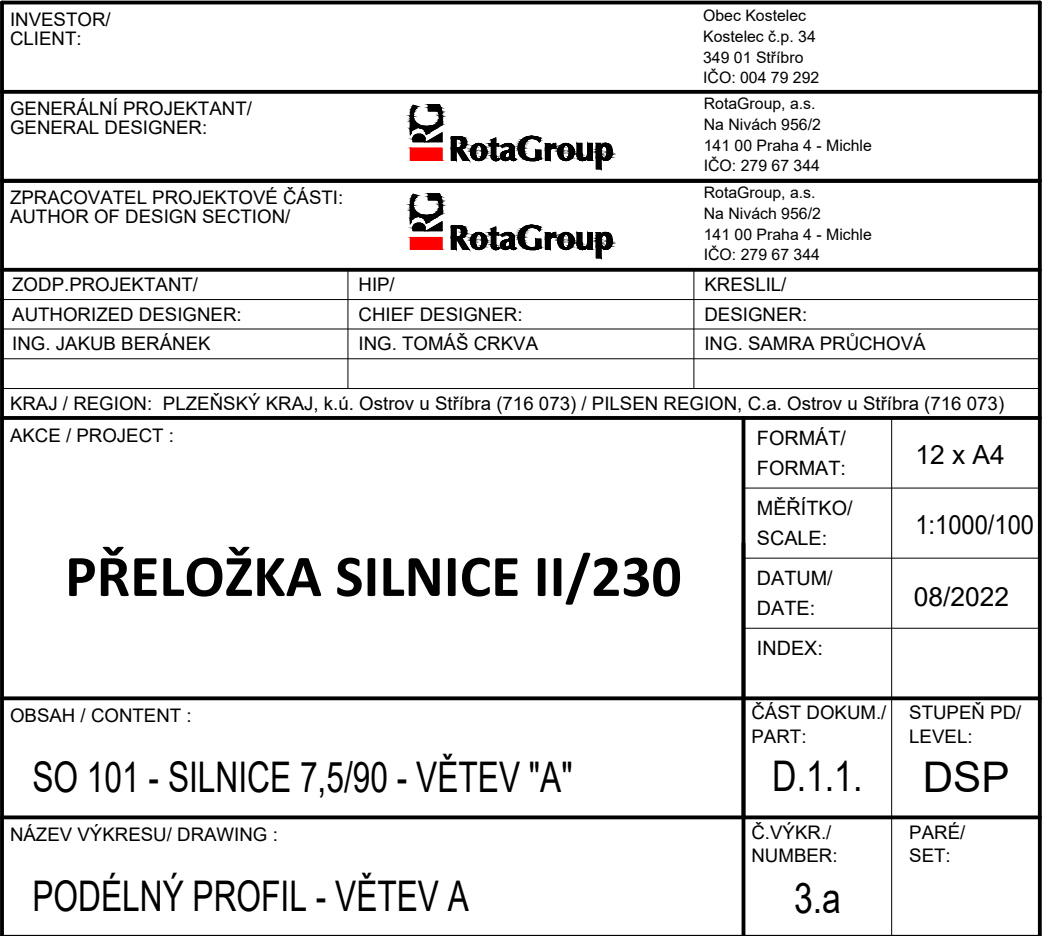 INVESTOR/
CLIENT:
Obec Kostelec
Kostelec č.p. 34
349 01 Stříbro
IČO: 004 79 292
GENERÁLNÍ PROJEKTANT/
GENERAL DESIGNER:
RG
RotaGroup
RotaGroup, a.s.
Na Nivách 956/2
141 00 Praha 4 - Michle
IČO: 279 67 344
ZPRACOVATEL PROJEKTOVÉ ČÁSTI:
AUTHOR OF DESIGN SECTION/
RG
RotaGroup
RotaGroup, a.s.
Na Nivách 956/2
141 00 Praha 4 - Michle
IČO: 279 67 344
ZODP.PROJEKTANT/ HIP/ KRESLIL/
AUTHORIZED DESIGNER: CHIEF DESIGNER: DESIGNER:
ING. JAKUB BERÁNEK ING. TOMÁŠ CRKVA ING. SAMRA PRŮCHOVÁ
KRAJ / REGION: PLZEŇSKÝ KRAJ, k.ú. Ostrov u Stříbra (716 073) / PILSEN REGION, C.a. Ostrov u Stříbra (716 073)
AKCE / PROJECT :
PŘELOŽKA SILNICE II/230
FORMÁT/
FORMAT:
12 x A4
MĚŘÍTKO/
SCALE:
1:1000/100
DATUM/
DATE:
08/2022
INDEX:
OBSAH / CONTENT :
SO 101 - SILNICE 7,5/90 - VĚTEV "A"
ČÁST DOKUM./
PART:
D.1.1.
STUPEŇ PD/
LEVEL:
DSP
NÁZEV VÝKRESU/ DRAWING :
PODÉLNÝ PROFIL - VĚTEV A
Č.VÝKR./
NUMBER:
3.a
PARÉ/
SET: